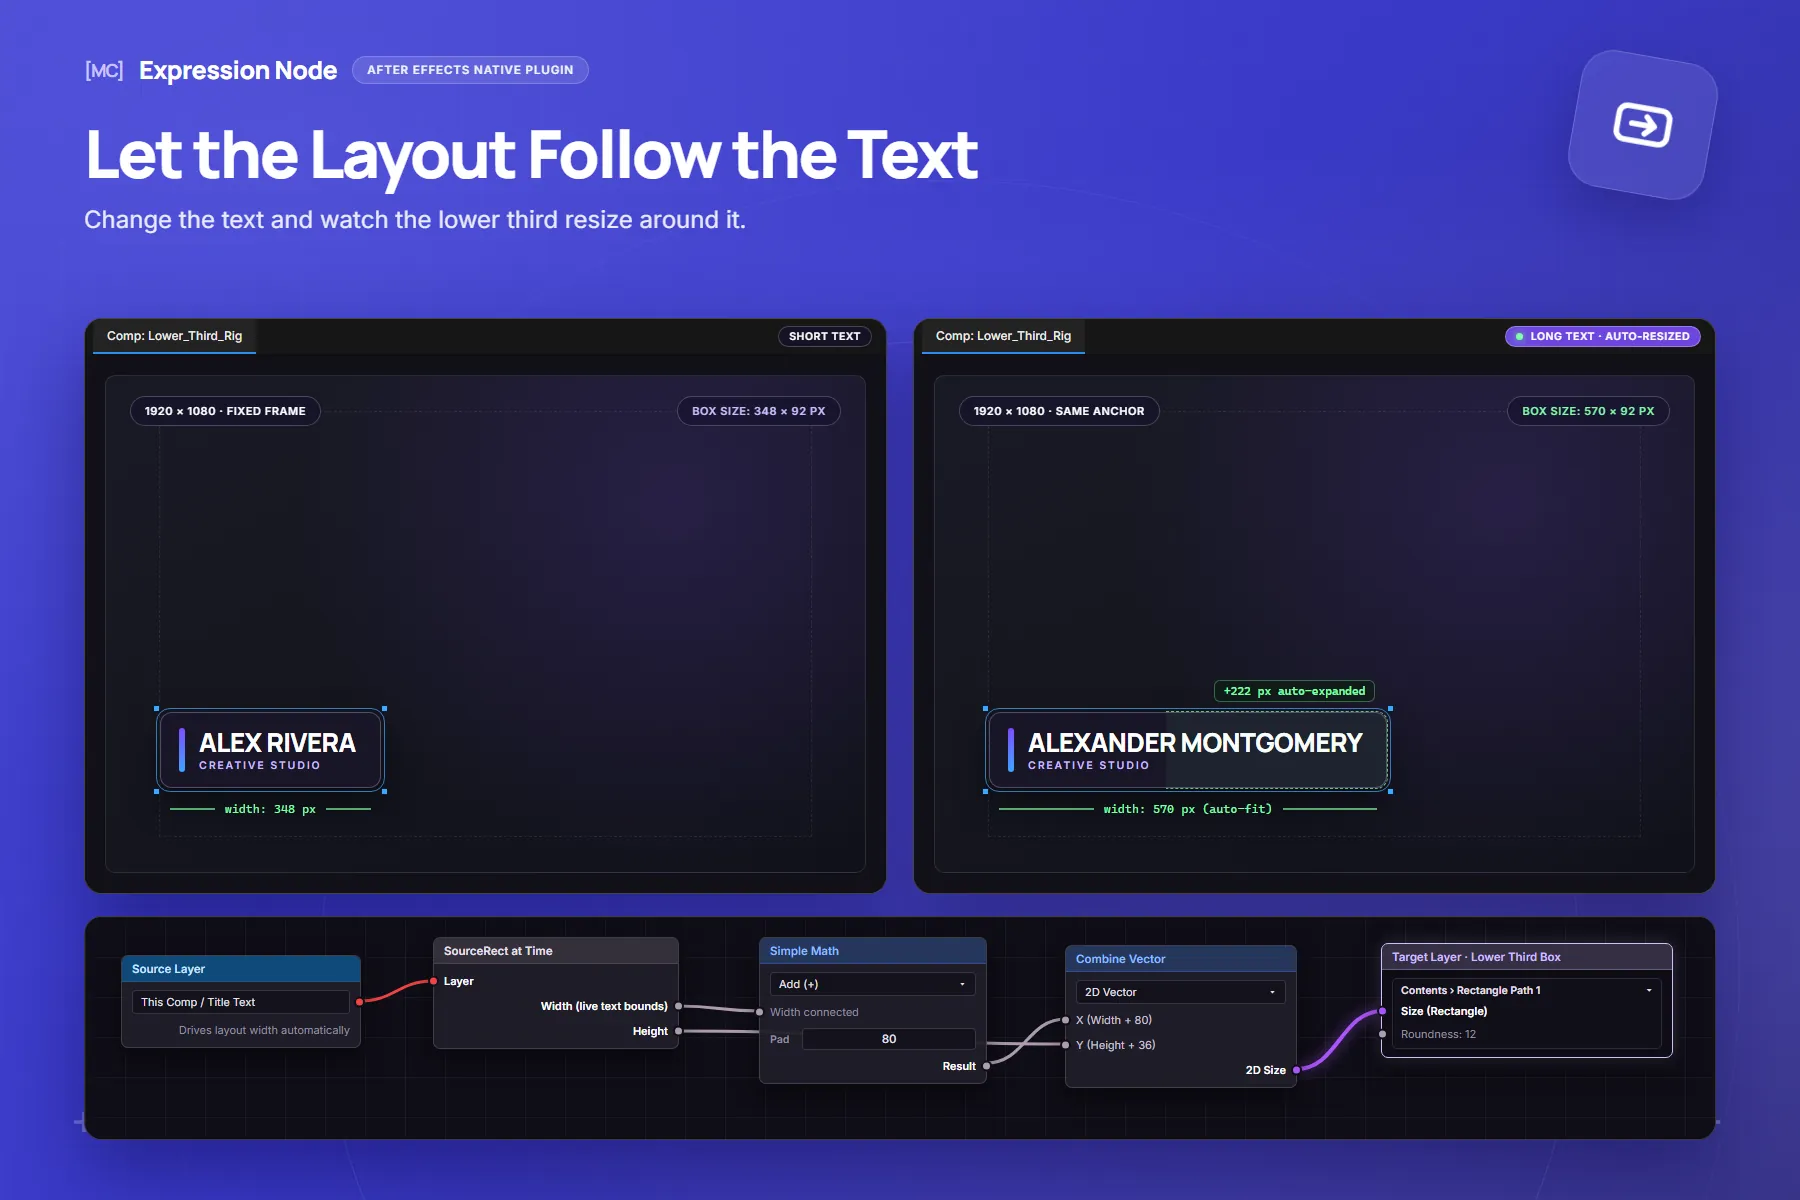 [MC] Expression Node AFTER EFFECTS NATIVE PLUGIN
Let the Layout Follow the Text
Change the text and watch the lower third resize around it.
Comp: Lower_Third_Rig
SHORT TEXT
1920 × 1080 · FIXED FRAME
BOX SIZE: 348 × 92 PX
ALEX RIVERA
CREATIVE STUDIO
width: 348 px
Comp: Lower_Third_Rig
LONG TEXT · AUTO-RESIZED
1920 × 1080 · SAME ANCHOR
BOX SIZE: 570 × 92 PX
+222 px auto-expanded
ALEXANDER MONTGOMERY
CREATIVE STUDIO
width: 570 px (auto-fit)
Source Layer
This Comp / Title Text
Drives layout width automatically
SourceRect at Time
Layer
Width (live text bounds)
Height
Simple Math
Add (+)
Width connected
Pad 80
Result
Combine Vector
2D Vector
X (Width + 80)
Y (Height + 36)
2D Size
Target Layer · Lower Third Box
Contents › Rectangle Path 1
Size (Rectangle)
Roundness: 12